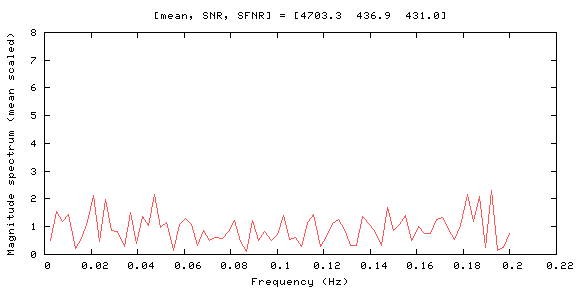 [mean, SNR, SFNR] = [4703.3  436.9  431.0]
8
7
6
5
4
3
2
1
0
Magnitude spectrum (mean scaled)
0 0.02 0.04 0.06 0.08 0.1 0.12 0.14 0.16 0.18 0.2 0.22
Frequency (Hz)